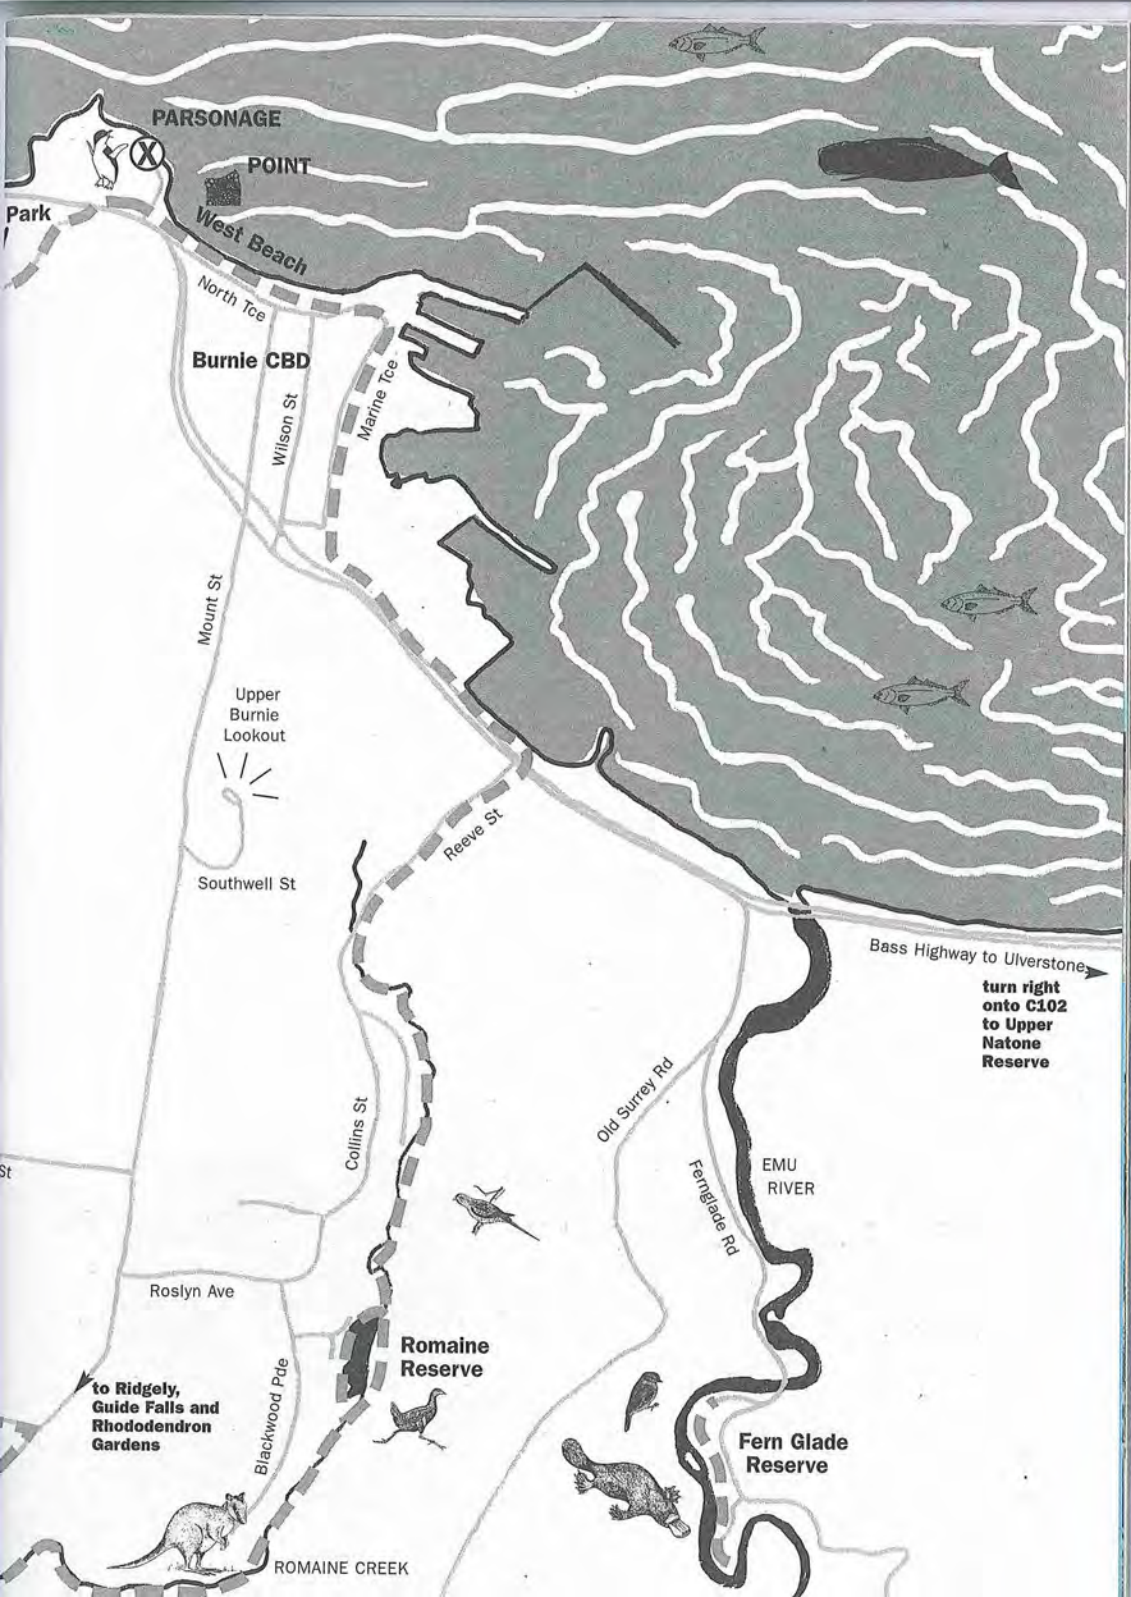 PARSONAGE
X
POINT
Park
West Beach
North Tce
Burnie CBD
Marine Tce
Wilson St
Mount St
Upper
Burnie
Lookout
Reeve St
Southwell St
Bass Highway to Ulverstone
turn right
onto C102
to Upper
Natone
Reserve
Old Surrey Rd
Collins St
St
EMU
RIVER
Fernglade Rd
Roslyn Ave
Romaine
Reserve
to Ridgely,
Guide Falls and
Rhododendron
Gardens
Blackwood Pde
Fern Glade
Reserve
ROMAINE CREEK